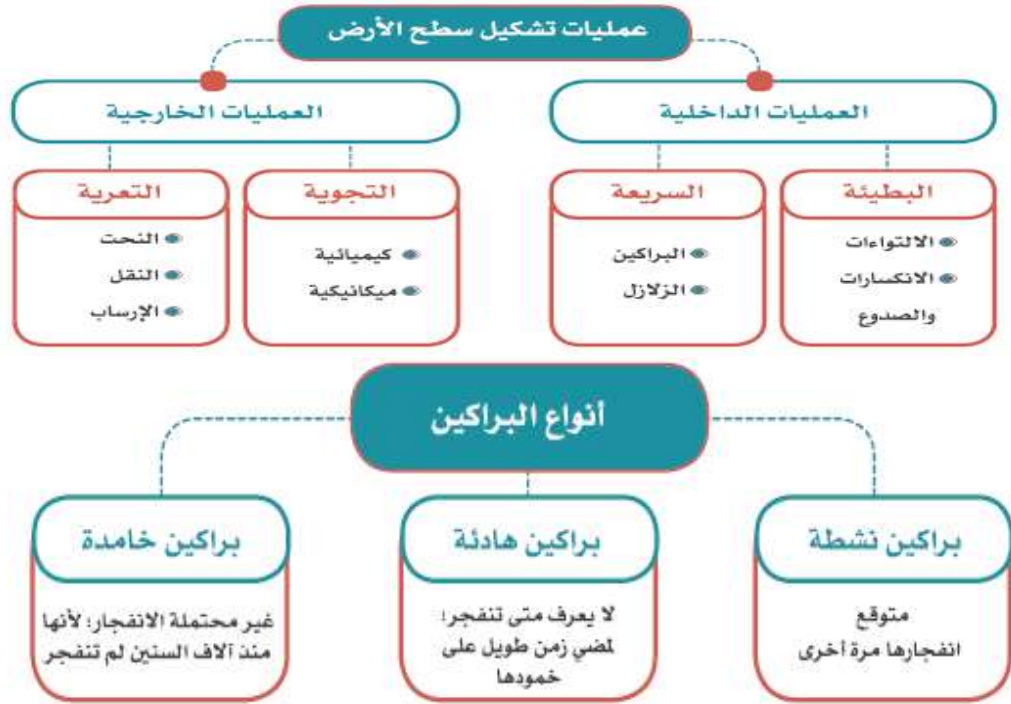 عمليات تشكيل سطح الأرض
العمليات الداخلية
العمليات الخارجية
البطيئة
الالتواءات
الانكسارات
والصدوع
السريعة
البراكين
الزلازل
التجوية
كيميائية
ميكانيكية
التعرية
النحت
النقل
الإرساب
أنواع البراكين
براكين نشطة
متوقع
انفجارها مرة أخرى
براكين هادئة
لا يعرف متى تنفجر؛
لمضي زمن طويل على
خمودها
براكين خامدة
غير محتملة الانفجار؛ لأنها
منذ آلاف السنين لم تنفجر